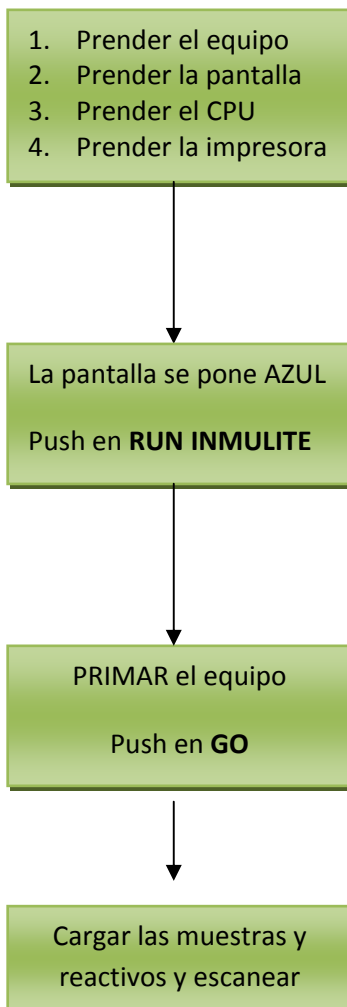 1. Prender el equipo
2. Prender la pantalla
3. Prender el CPU
4. Prender la impresora
La pantalla se pone AZUL
Push en RUN INMULITE
PRIMAR el equipo
Push en GO
Cargar las muestras y
reactivos y escanear